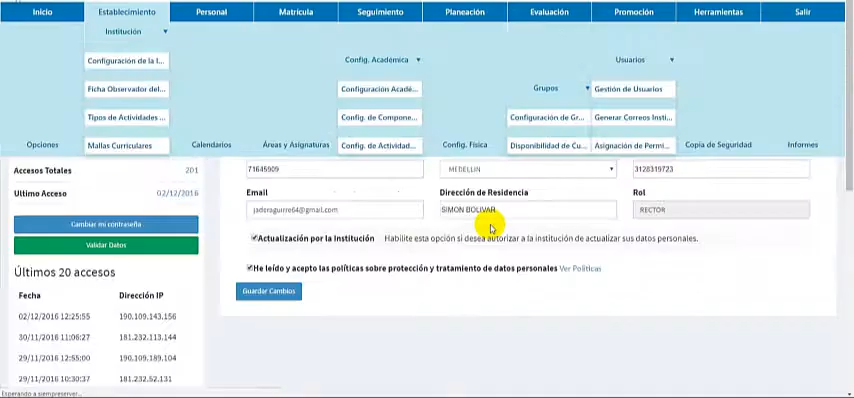 Inicio Establecimiento Personal Matrícula Seguimiento Planeación Evaluación Promoción Herramientas Salir
Institución
Configuración de la I... Config. Académica Usuarios
Ficha Observador del... Configuración Acadé... Grupos Gestión de Usuarios
Tipos de Actividades ... Config. de Compone... Configuración de Gr... Generar Correos Insti...
Opciones Mallas Curriculares Calendarios Áreas y Asignaturas Config. de Actividad... Config. Física Disponibilidad de Cu... Asignación de Permi... Copia de Seguridad Informes
Accesos Totales 201 71645909 MEDELLIN 3128319723
Ultimo Acceso 02/12/2016 Email Dirección de Residencia Rol
jaderaguirre64@gmail.com SIMON BOLIVAR RECTOR
Cambiar mi contraseña
Validar Datos Actualización por la Institución Habilite esta opción si desea autorizar a la institución de actualizar sus datos personales.
Últimos 20 accesos He leído y acepto las políticas sobre protección y tratamiento de datos personales Ver Políticas
Fecha Dirección IP Guardar Cambios
02/12/2016 12:25:55 190.109.143.156
30/11/2016 11:06:27 181.232.113.144
29/11/2016 12:55:00 190.109.189.104
29/11/2016 10:30:37 181.232.52.131
Esperando a siempreserver...